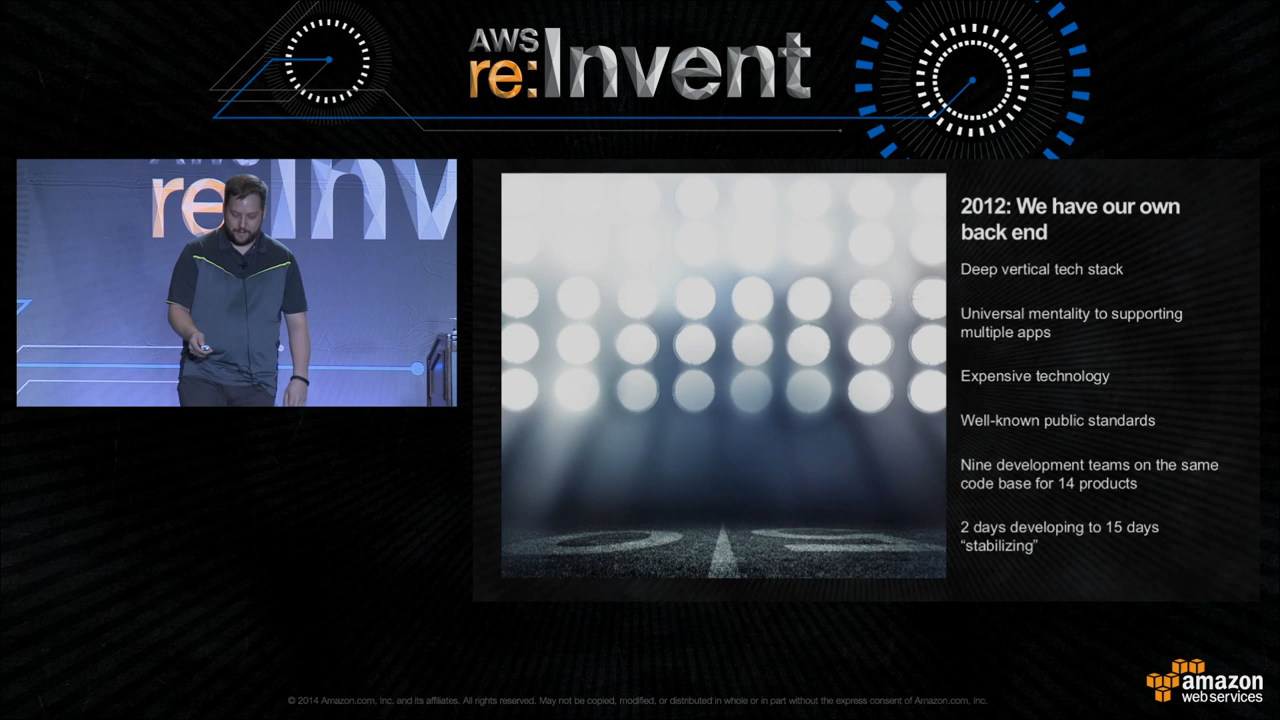 AWS
re:Invent
re:Inv
2012: We have our own
back end
Deep vertical tech stack
Universal mentality to supporting
multiple apps
Expensive technology
Well-known public standards
Nine development teams on the same
code base for 14 products
2 days developing to 15 days
“stabilizing”
50
amazon
web services
© 2014 Amazon.com, Inc. and its affiliates. All rights reserved. May not be copied, modified, or distributed in whole or in part without the express consent of Amazon.com, Inc.